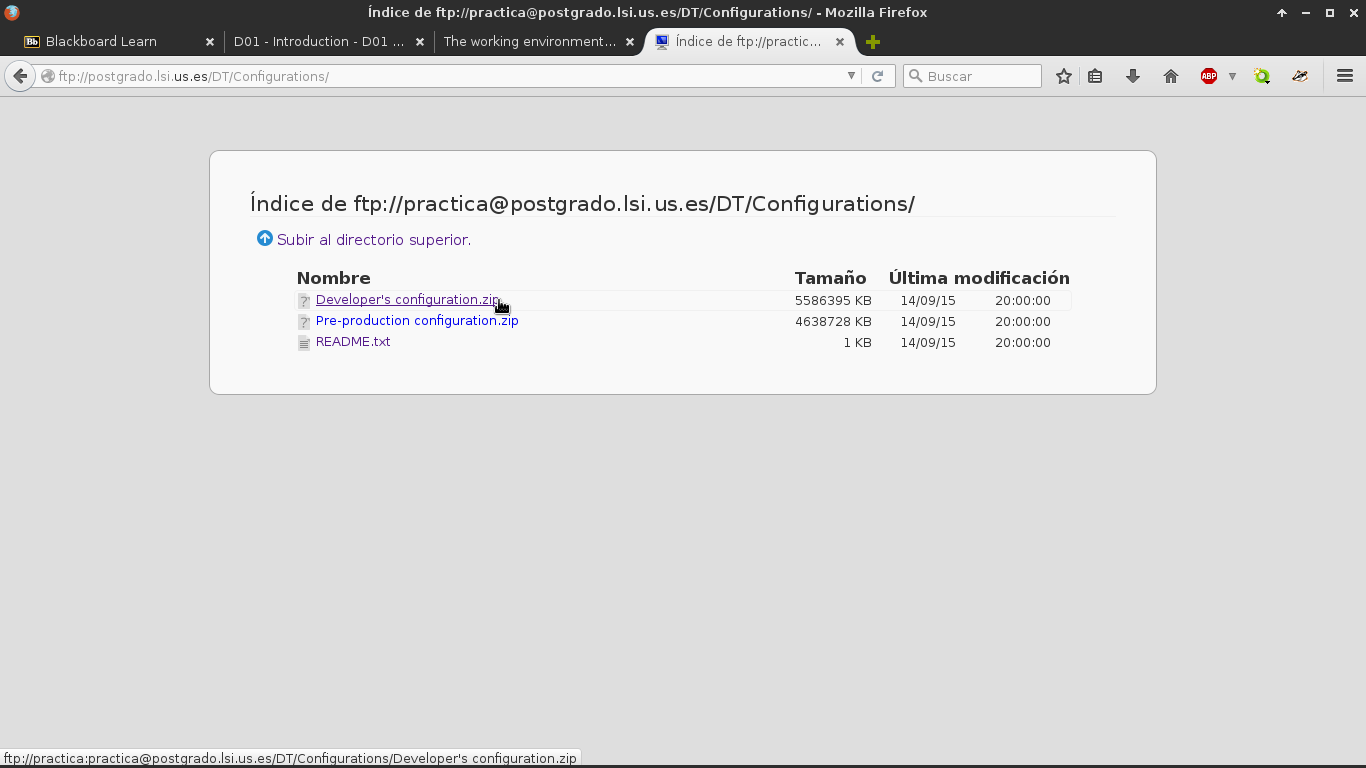 Índice de ftp://practica@postgrado.lsi.us.es/DT/Configurations/ - Mozilla Firefox
Bb Blackboard Learn D01 - Introduction - D01 ... The working environment... Índice de ftp://practic...
ftp://postgrado.lsi.us.es/DT/Configurations/ Buscar ABP
Índice de ftp://practica@postgrado.lsi.us.es/DT/Configurations/
Subir al directorio superior.
Nombre Tamaño Última modificación
Developer's configuration.zip 5586395 KB 14/09/15 20:00:00
Pre-production configuration.zip 4638728 KB 14/09/15 20:00:00
README.txt 1 KB 14/09/15 20:00:00
ftp://practica:practica@postgrado.lsi.us.es/DT/Configurations/Developer's configuration.zip